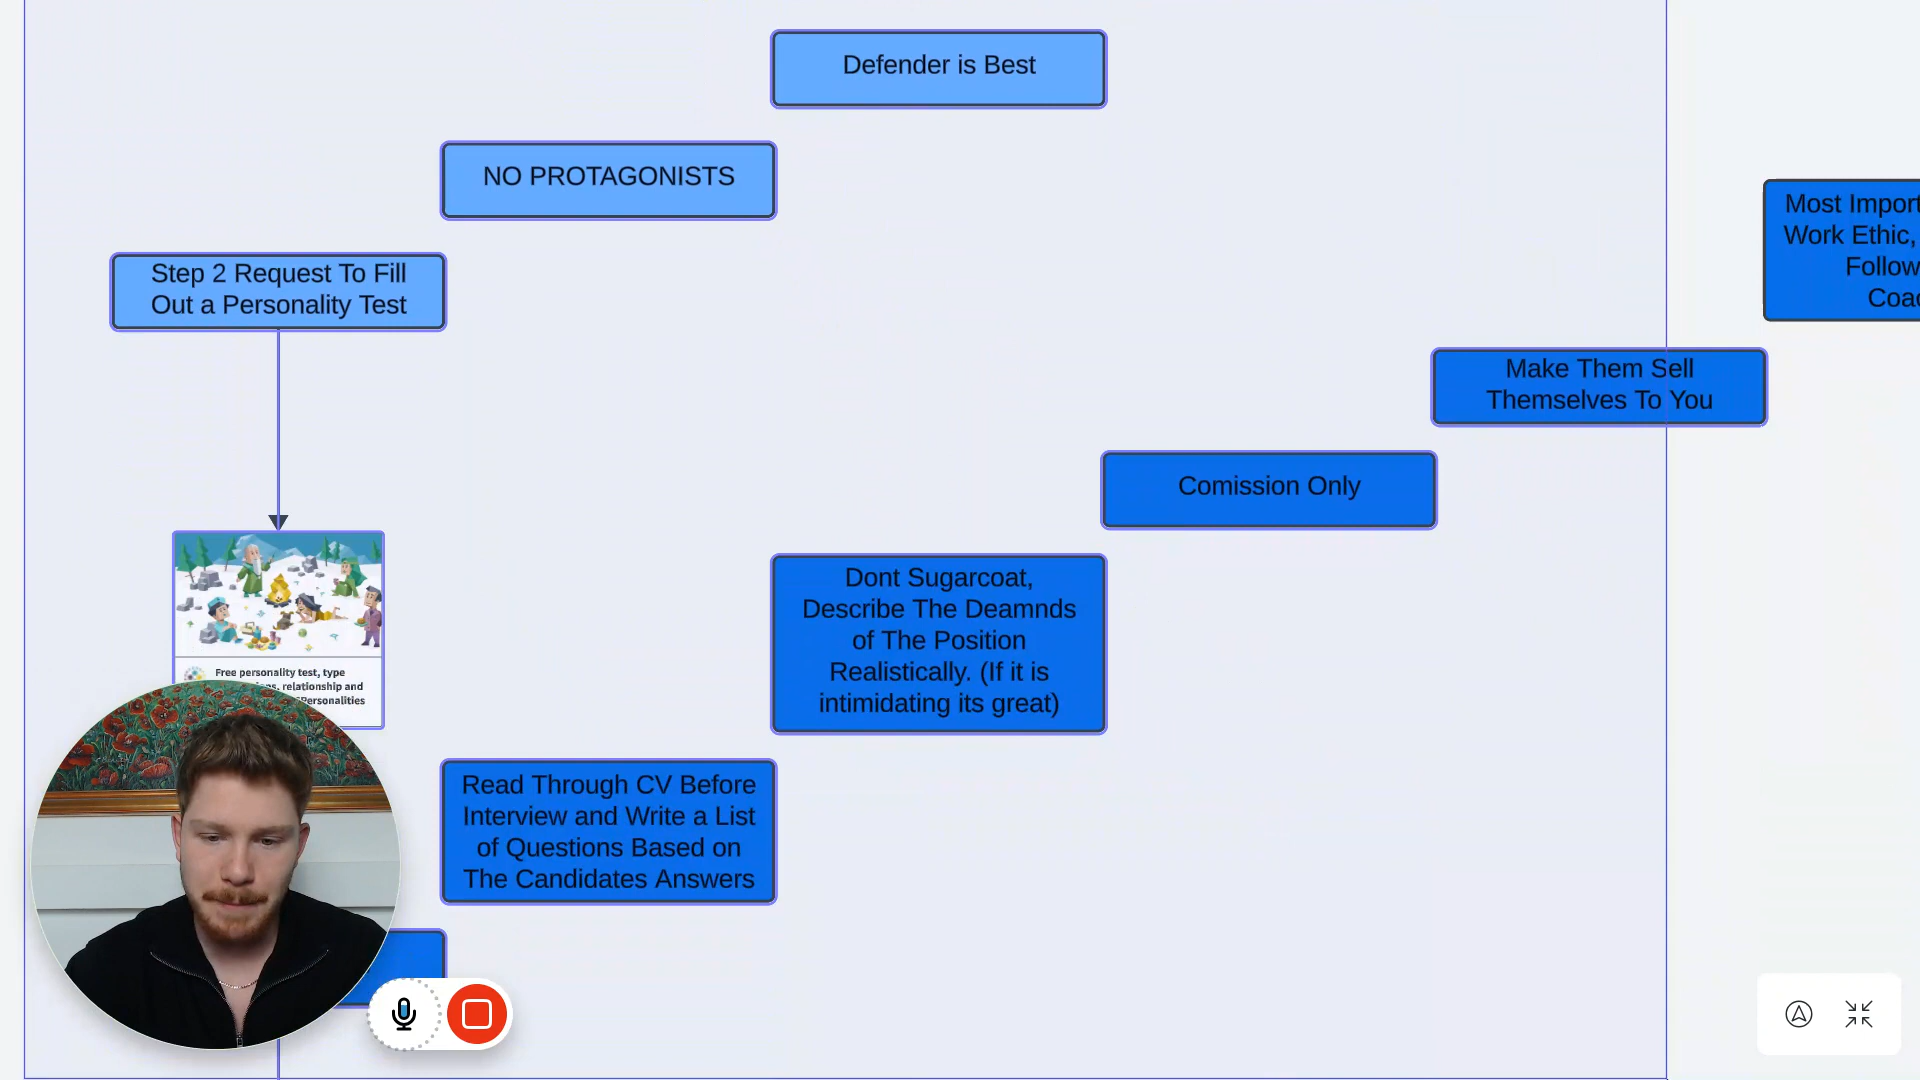 Defender is Best
NO PROTAGONISTS
Step 2 Request To Fill
Out a Personality Test
Most Import
Work Ethic,
Follow
Coac
Make Them Sell
Themselves To You
Comission Only
Dont Sugarcoat,
Describe The Deamnds
of The Position
Realistically. (If it is
intimidating its great)
Free personality test, type
relationship and
Personalities
Read Through CV Before
Interview and Write a List
of Questions Based on
The Candidates Answers